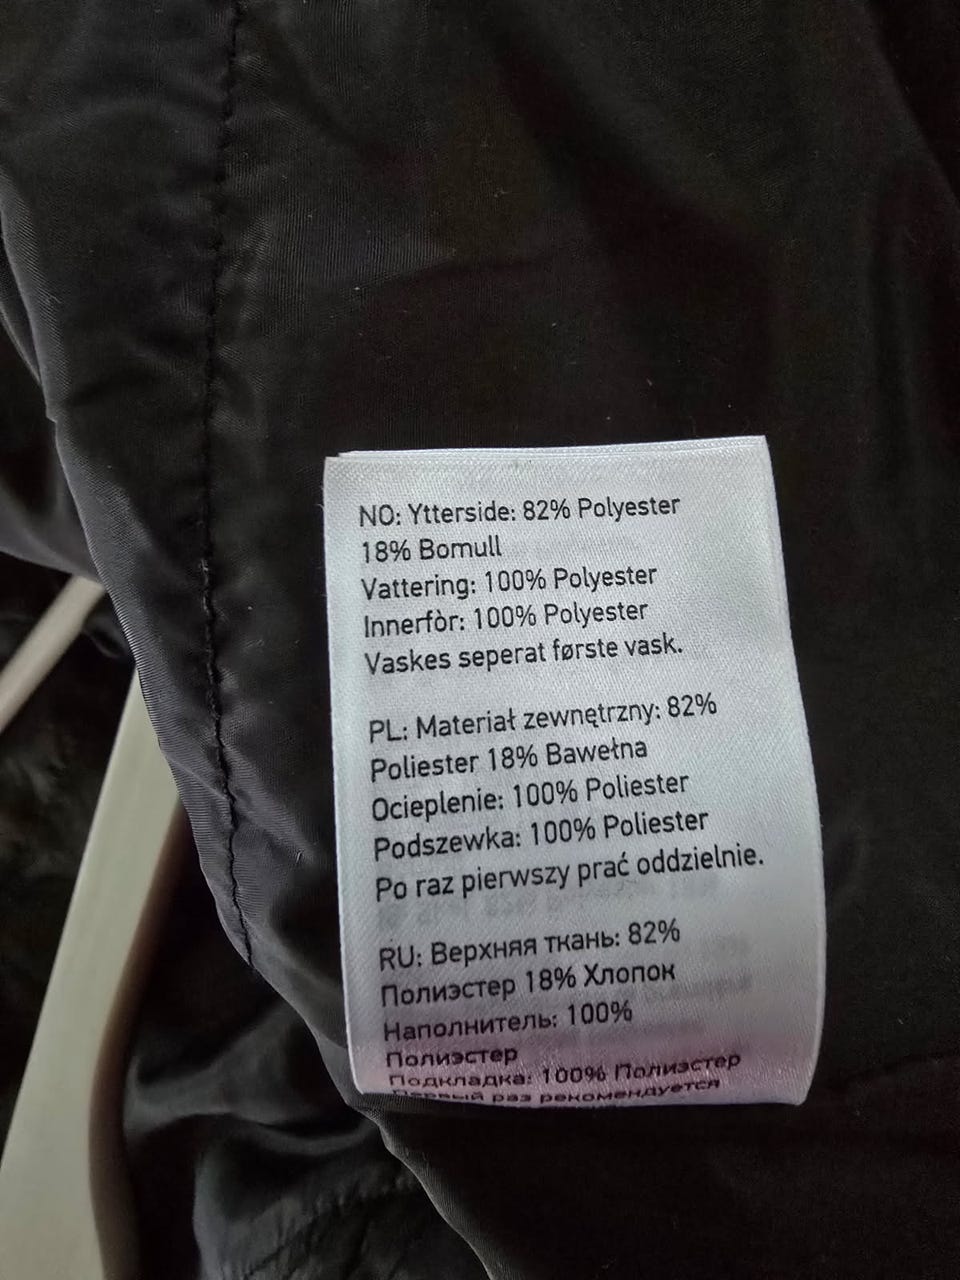 NO: Ytterside: 82% Polyester
18% Bomull
Vattering: 100% Polyester
Innerfòr: 100% Polyester
Vaskes seperat første vask.
PL: Materiał zewnętrzny: 82%
Poliester 18% Bawełna
Ocieplenie: 100% Poliester
Podszewka: 100% Poliester
Po raz pierwszy prać oddzielnie.
RU: Верхняя ткань: 82%
Полиэстер 18% Хлопок
Наполнитель: 100%
Полиэстер
Подкладка: 100% Полиэстер
Первый раз рекомендуется